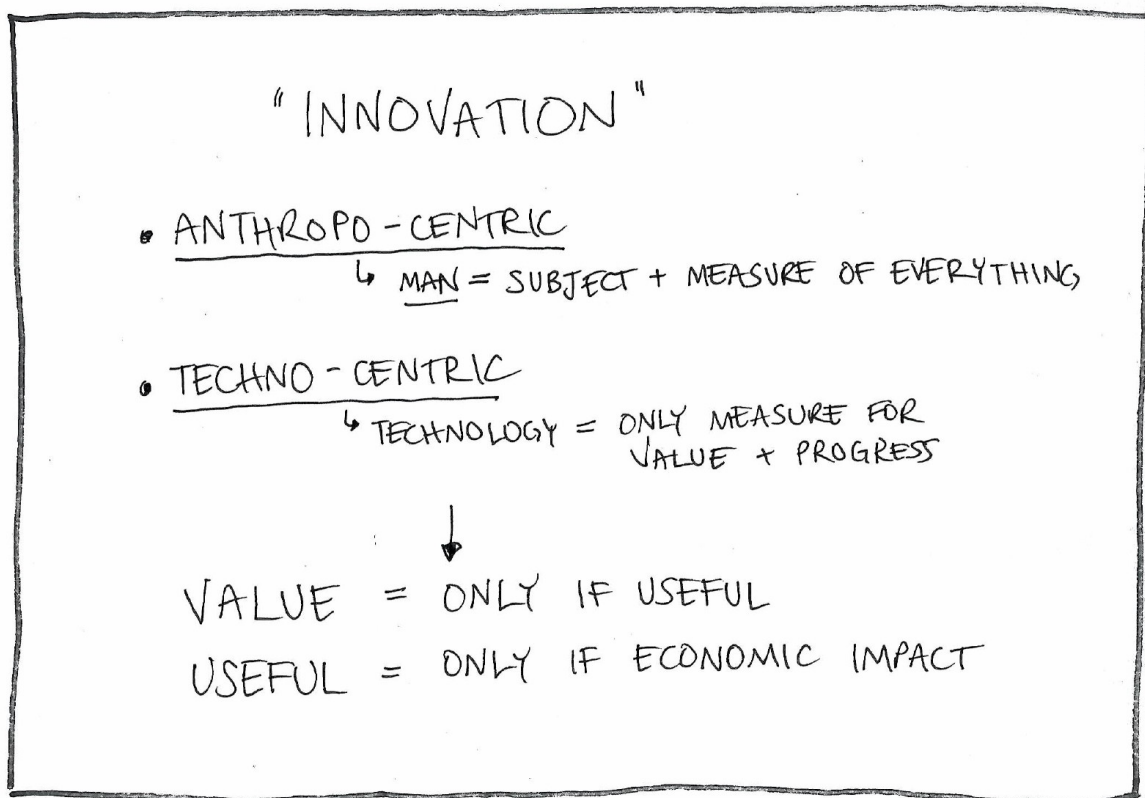 "INNOVATION"
• ANTHROPO-CENTRIC
↳ MAN = SUBJECT + MEASURE OF EVERYTHING
• TECHNO-CENTRIC
↳ TECHNOLOGY = ONLY MEASURE FOR
VALUE + PROGRESS
↓
VALUE = ONLY IF USEFUL
USEFUL = ONLY IF ECONOMIC IMPACT